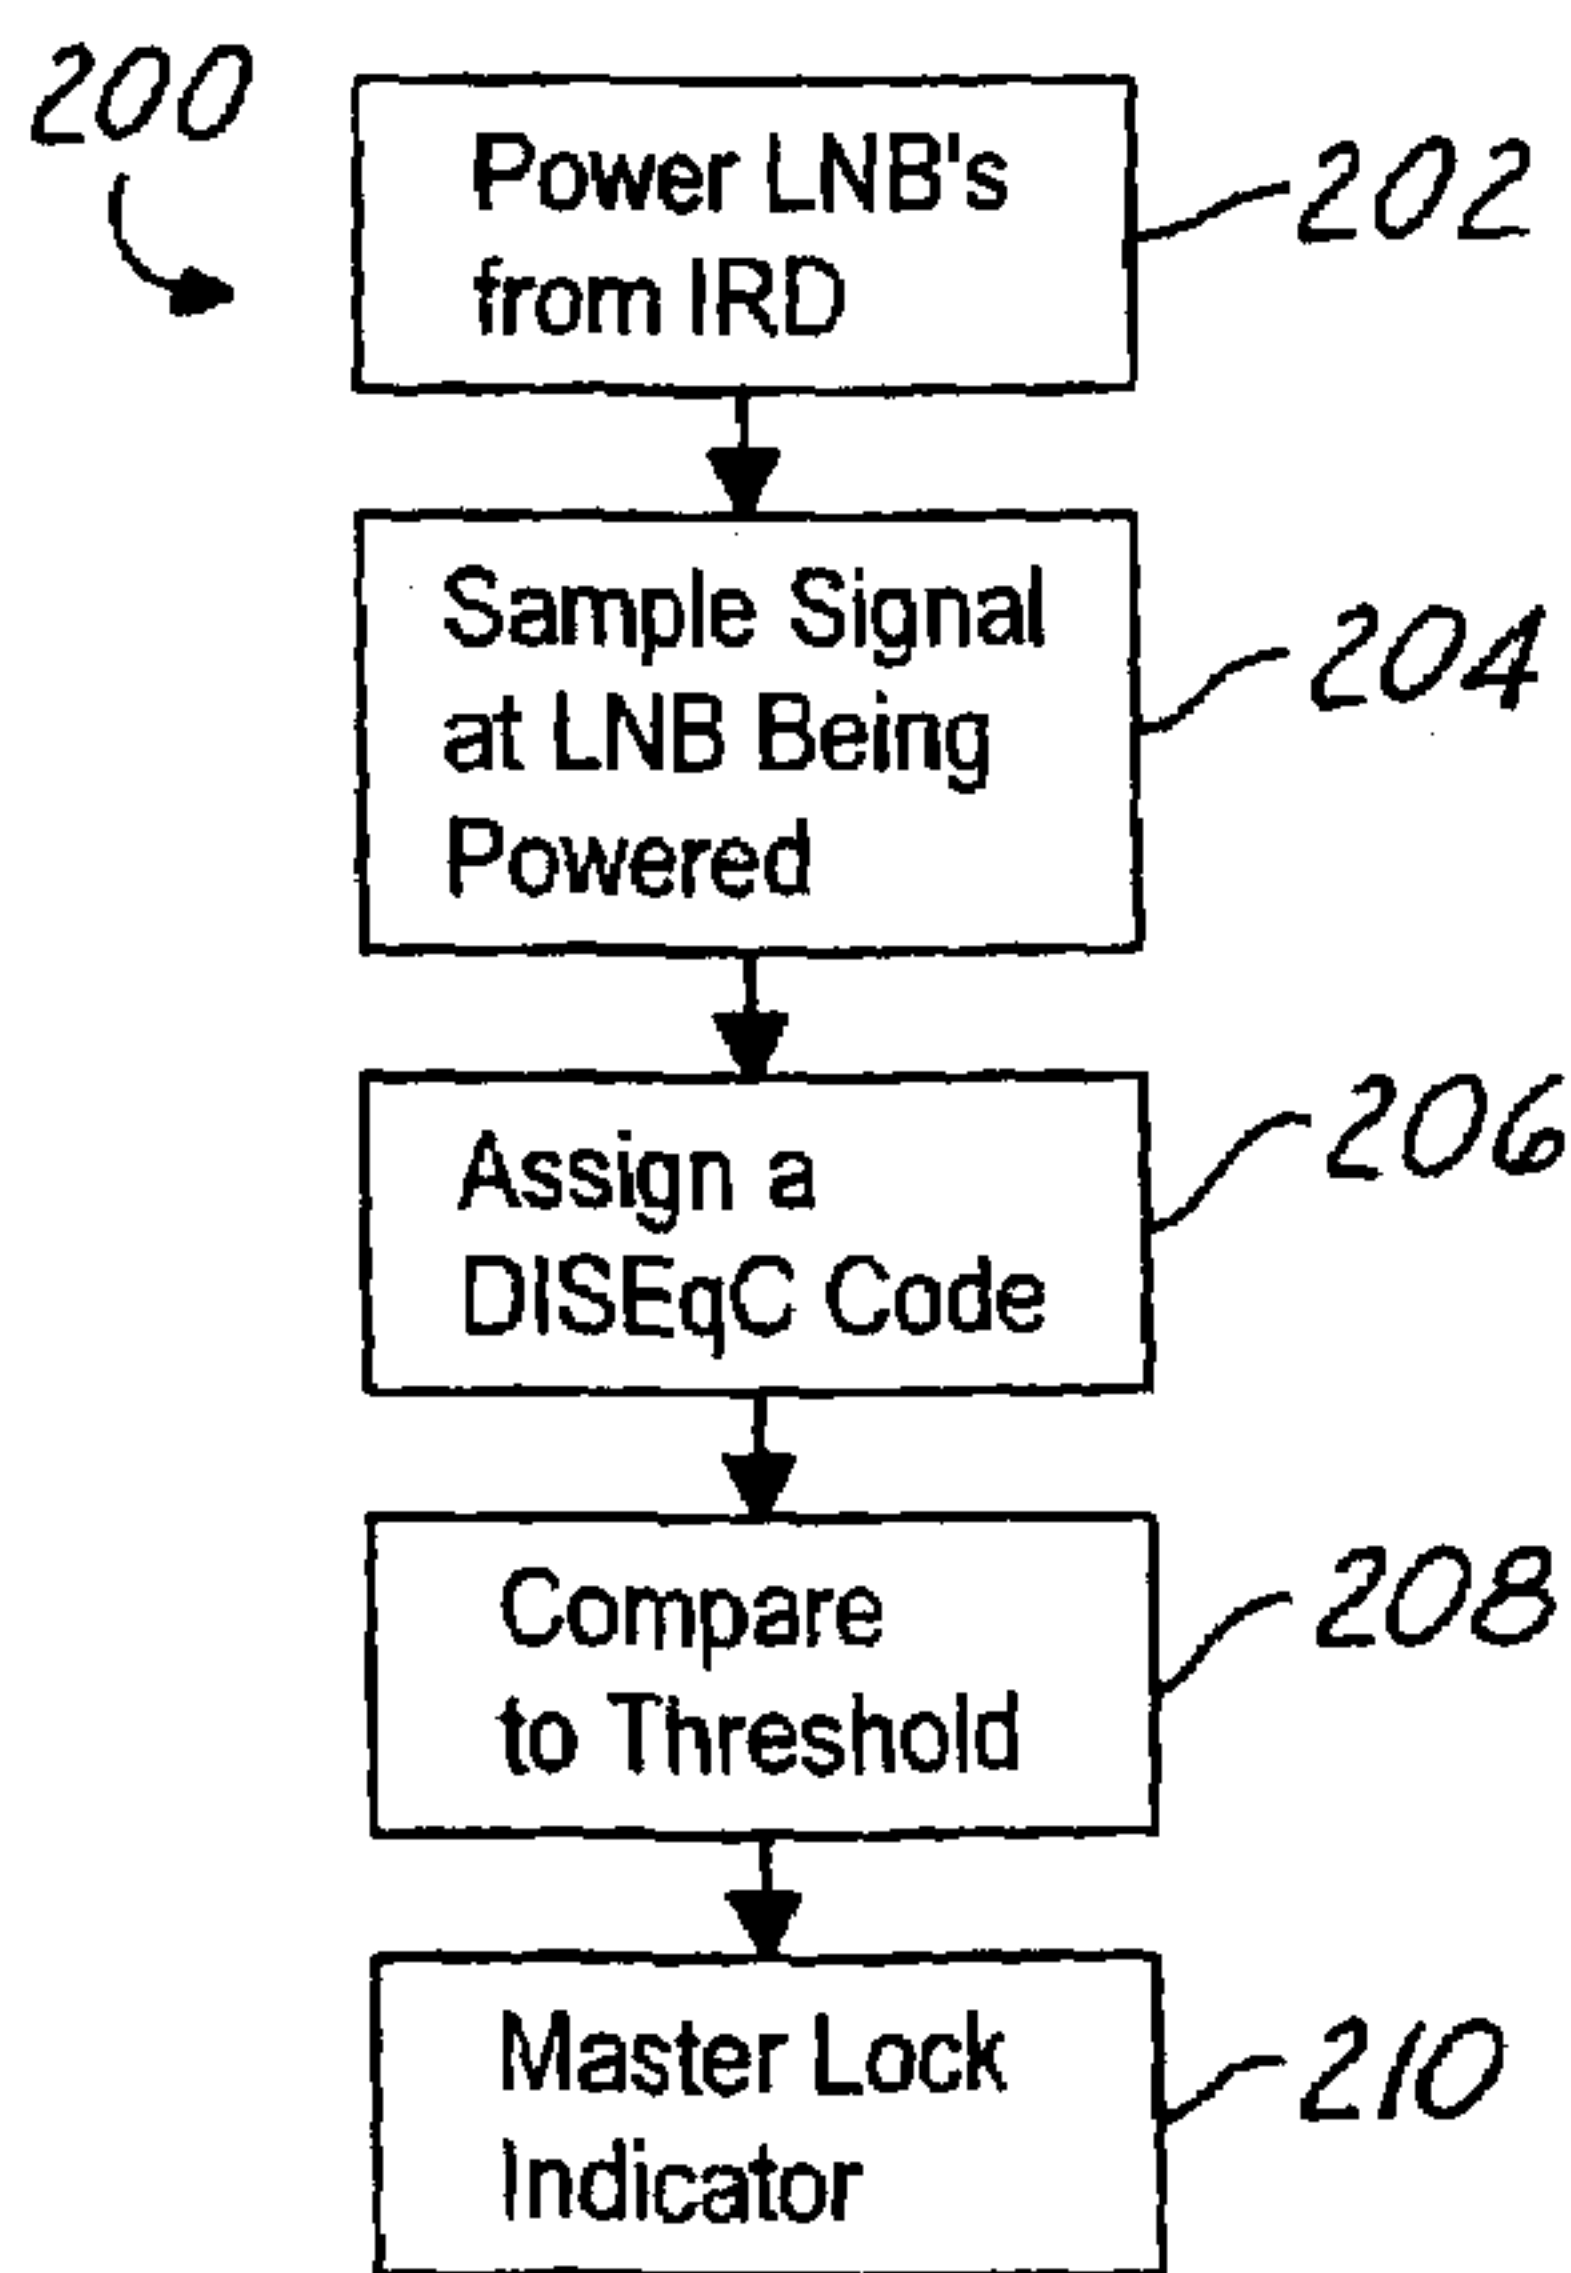 200
Power LNB's
from IRD
202
Sample Signal
at LNB Being
Powered
204
Assign a
DISEqC Code
206
Compare
to Threshold
208
Master Lock
Indicator
210